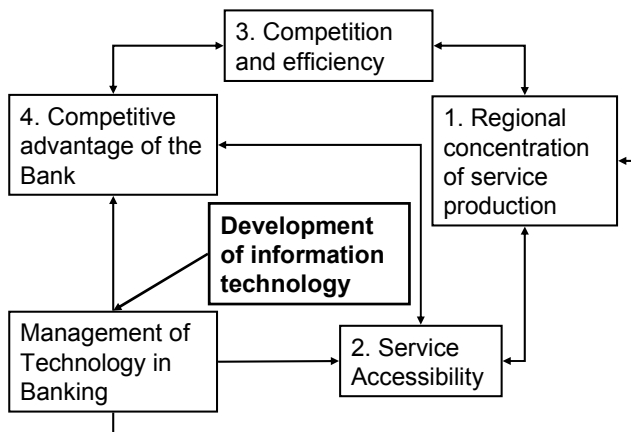 3. Competition
and efficiency
4. Competitive
advantage of the
Bank
1. Regional
concentration
of service
production
Development
of information
technology
Management of
Technology in
Banking
2. Service
Accessibility